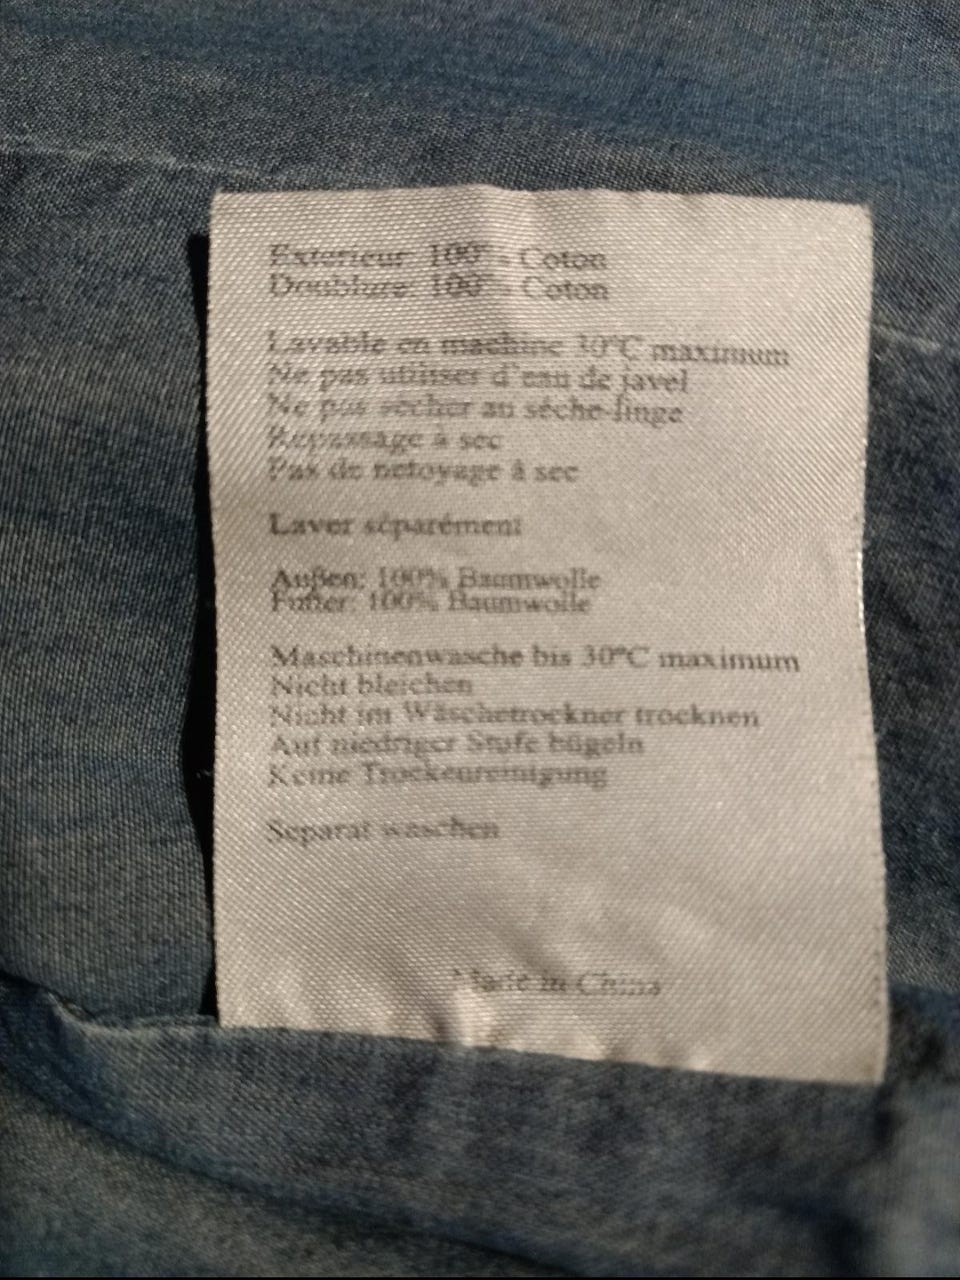 Exterieur: 100% Coton
Doublure: 100% Coton
Lavable en machine 30°C maximum
Ne pas utiliser d'eau de javel
Ne pas sécher au séche-linge
Repassage à sec
Pas de netoyage à sec
Laver séparément
Außen: 100% Baumwolle
Futter: 100% Baumwolle
Maschinenwasche bis 30°C maximum
Nicht bleichen
Nicht im Wäschetrockner trocknen
Auf niedriger Stufe bügeln
Keine Trockenreinigung
Separat waschen
Made in China